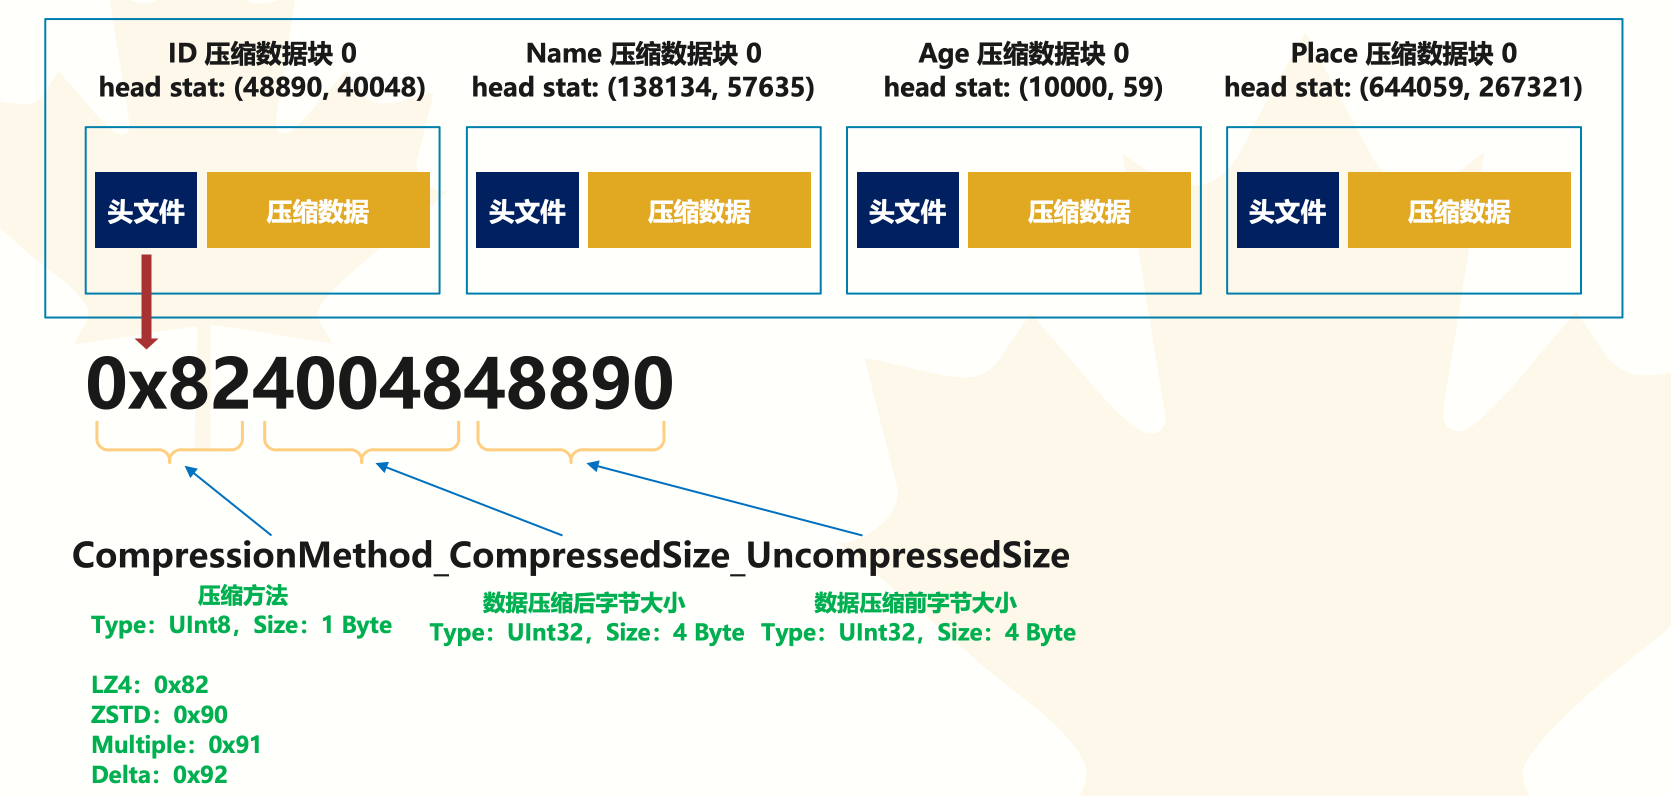 ID 压缩数据块 0
head stat: (48890, 40048)
Name 压缩数据块 0
head stat: (138134, 57635)
Age 压缩数据块 0
head stat: (10000, 59)
Place 压缩数据块 0
head stat: (644059, 267321)
头文件
压缩数据
头文件
压缩数据
头文件
压缩数据
头文件
压缩数据
0x824004848890
CompressionMethod_CompressedSize_UncompressedSize
压缩方法
Type：UInt8，Size：1 Byte
数据压缩后字节大小
Type：UInt32，Size：4 Byte
数据压缩前字节大小
Type：UInt32，Size：4 Byte
LZ4：0x82
ZSTD：0x90
Multiple：0x91
Delta：0x92